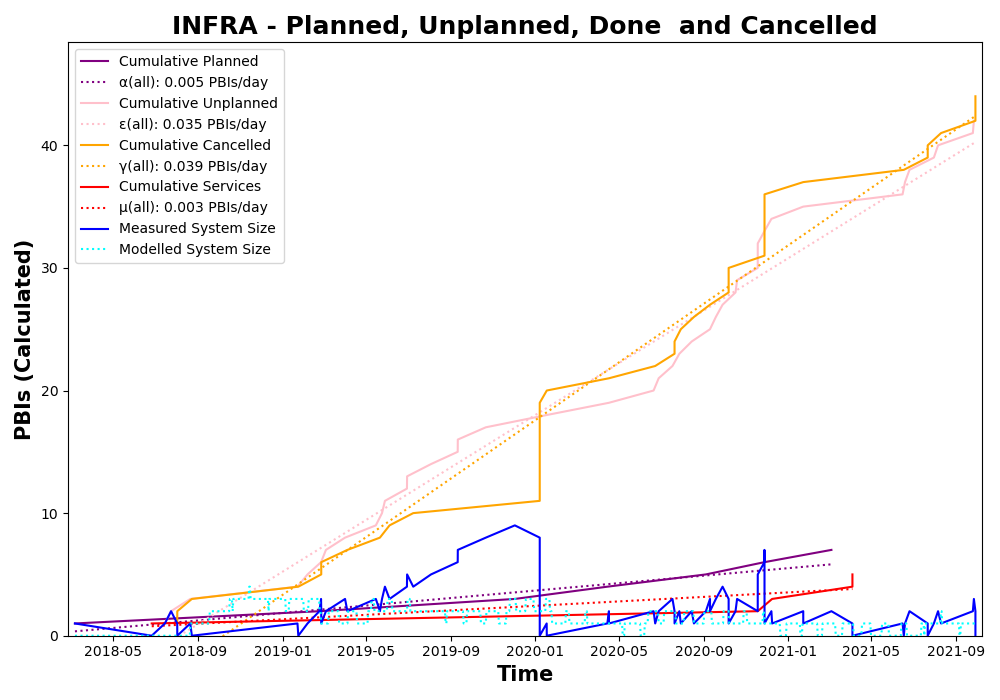 INFRA - Planned, Unplanned, Done  and Cancelled
Cumulative Planned
α(all): 0.005 PBIs/day
Cumulative Unplanned
ε(all): 0.035 PBIs/day
Cumulative Cancelled
γ(all): 0.039 PBIs/day
Cumulative Services
μ(all): 0.003 PBIs/day
Measured System Size
Modelled System Size
PBIs (Calculated)
40
30
20
10
0
2018-05 2018-09 2019-01 2019-05 2019-09 2020-01 2020-05 2020-09 2021-01 2021-05 2021-09
Time